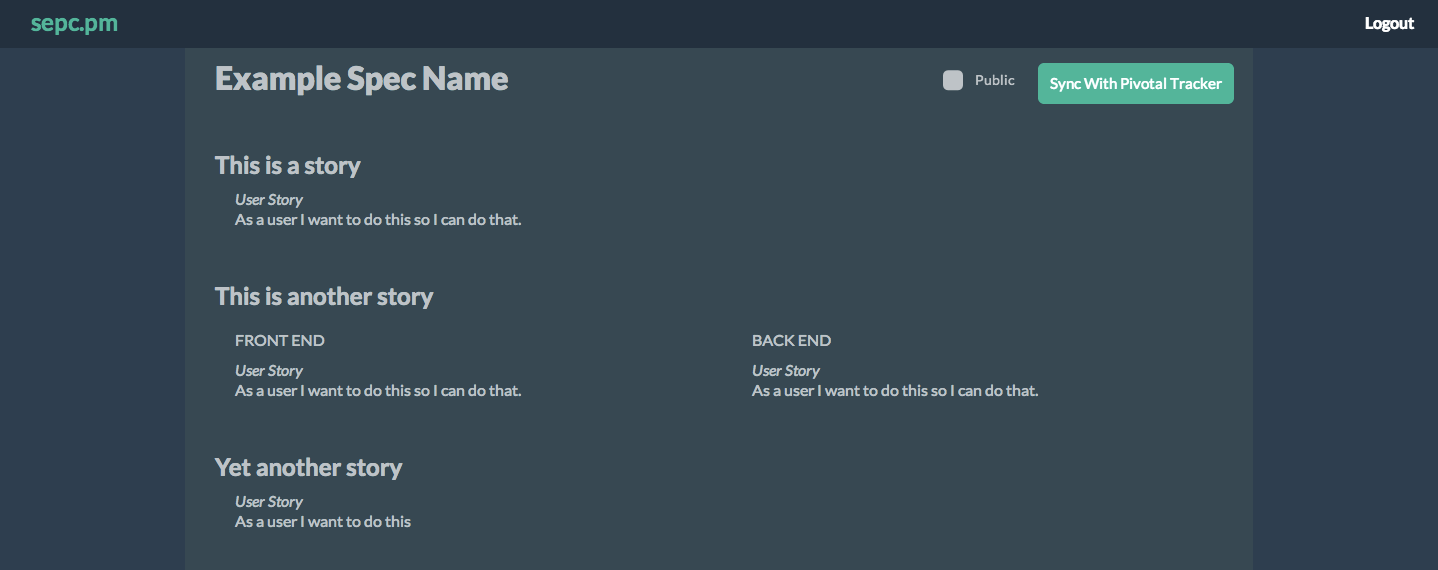 sepc.pm
Logout
Example Spec Name
Public
Sync With Pivotal Tracker
This is a story
User Story
As a user I want to do this so I can do that.
This is another story
FRONT END
User Story
As a user I want to do this so I can do that.
BACK END
User Story
As a user I want to do this so I can do that.
Yet another story
User Story
As a user I want to do this